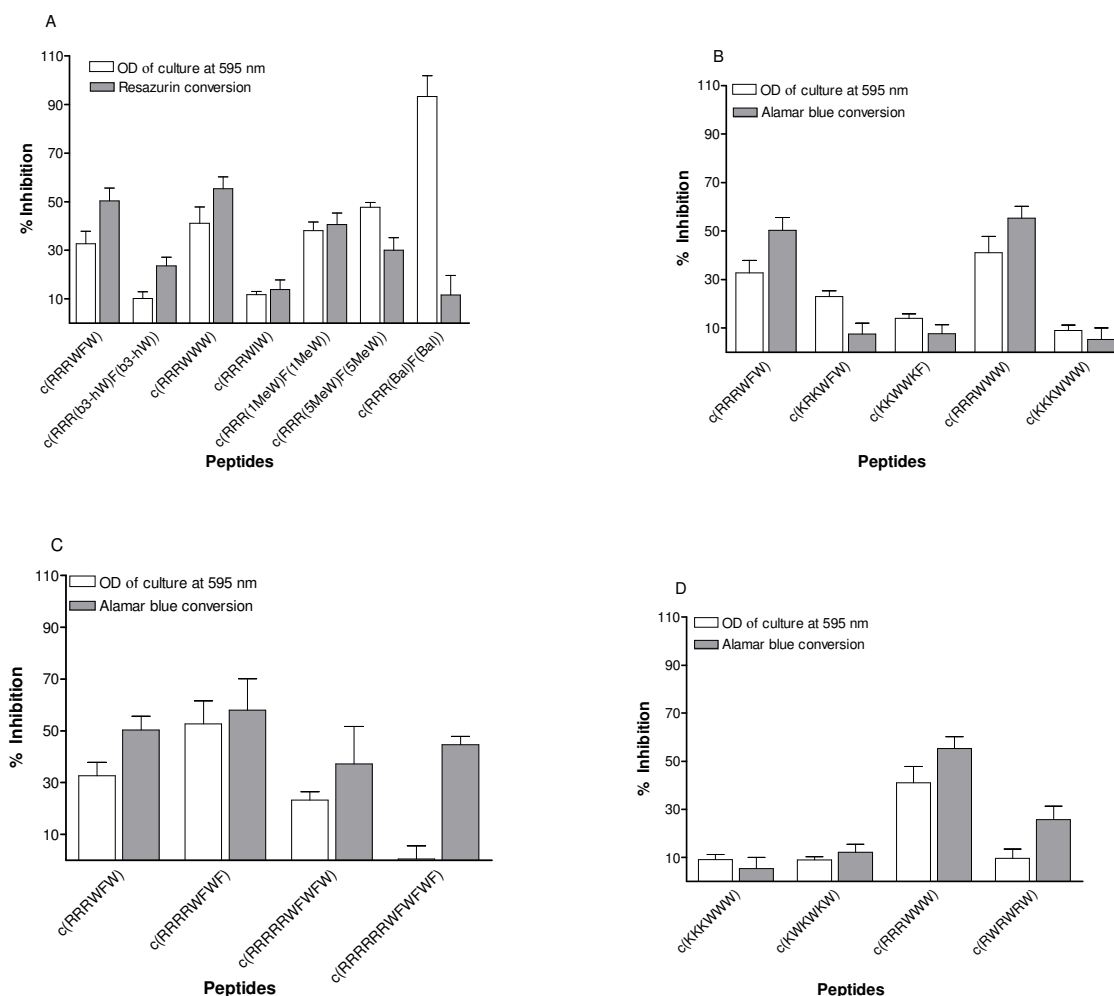 A
110
90
70
50
30
10
% Inhibition
OD of culture at 595 nm
Resazurin conversion
c(RRRWFW)
c(RRR(b3-hW)F(b3-hW))
c(RRRWWW)
c(RRRWIW)
c(RRR(1MeW)F(1MeW))
c(RRR(5MeW)F(5MeW))
c(RRR(Bal)F(Bal))
Peptides
B
110
90
70
50
30
10
% Inhibition
OD of culture at 595 nm
Alamar blue conversion
c(RRRWFW)
c(KRKWFW)
c(KKWWKF)
c(RRRWWW)
c(KKKWWW)
Peptides
C
110
90
70
50
30
10
% Inhibition
OD of culture at 595 nm
Alamar blue conversion
c(RRRWFW)
c(RRRRWFWF)
c(RRRRRWFWFW)
c(RRRRRRWFWFWF)
Peptides
D
110
90
70
50
30
10
% Inhibition
OD of culture at 595 nm
Alamar blue conversion
c(KKKWWW)
c(KWKWKW)
c(RRRWWW)
c(RWRWRW)
Peptides